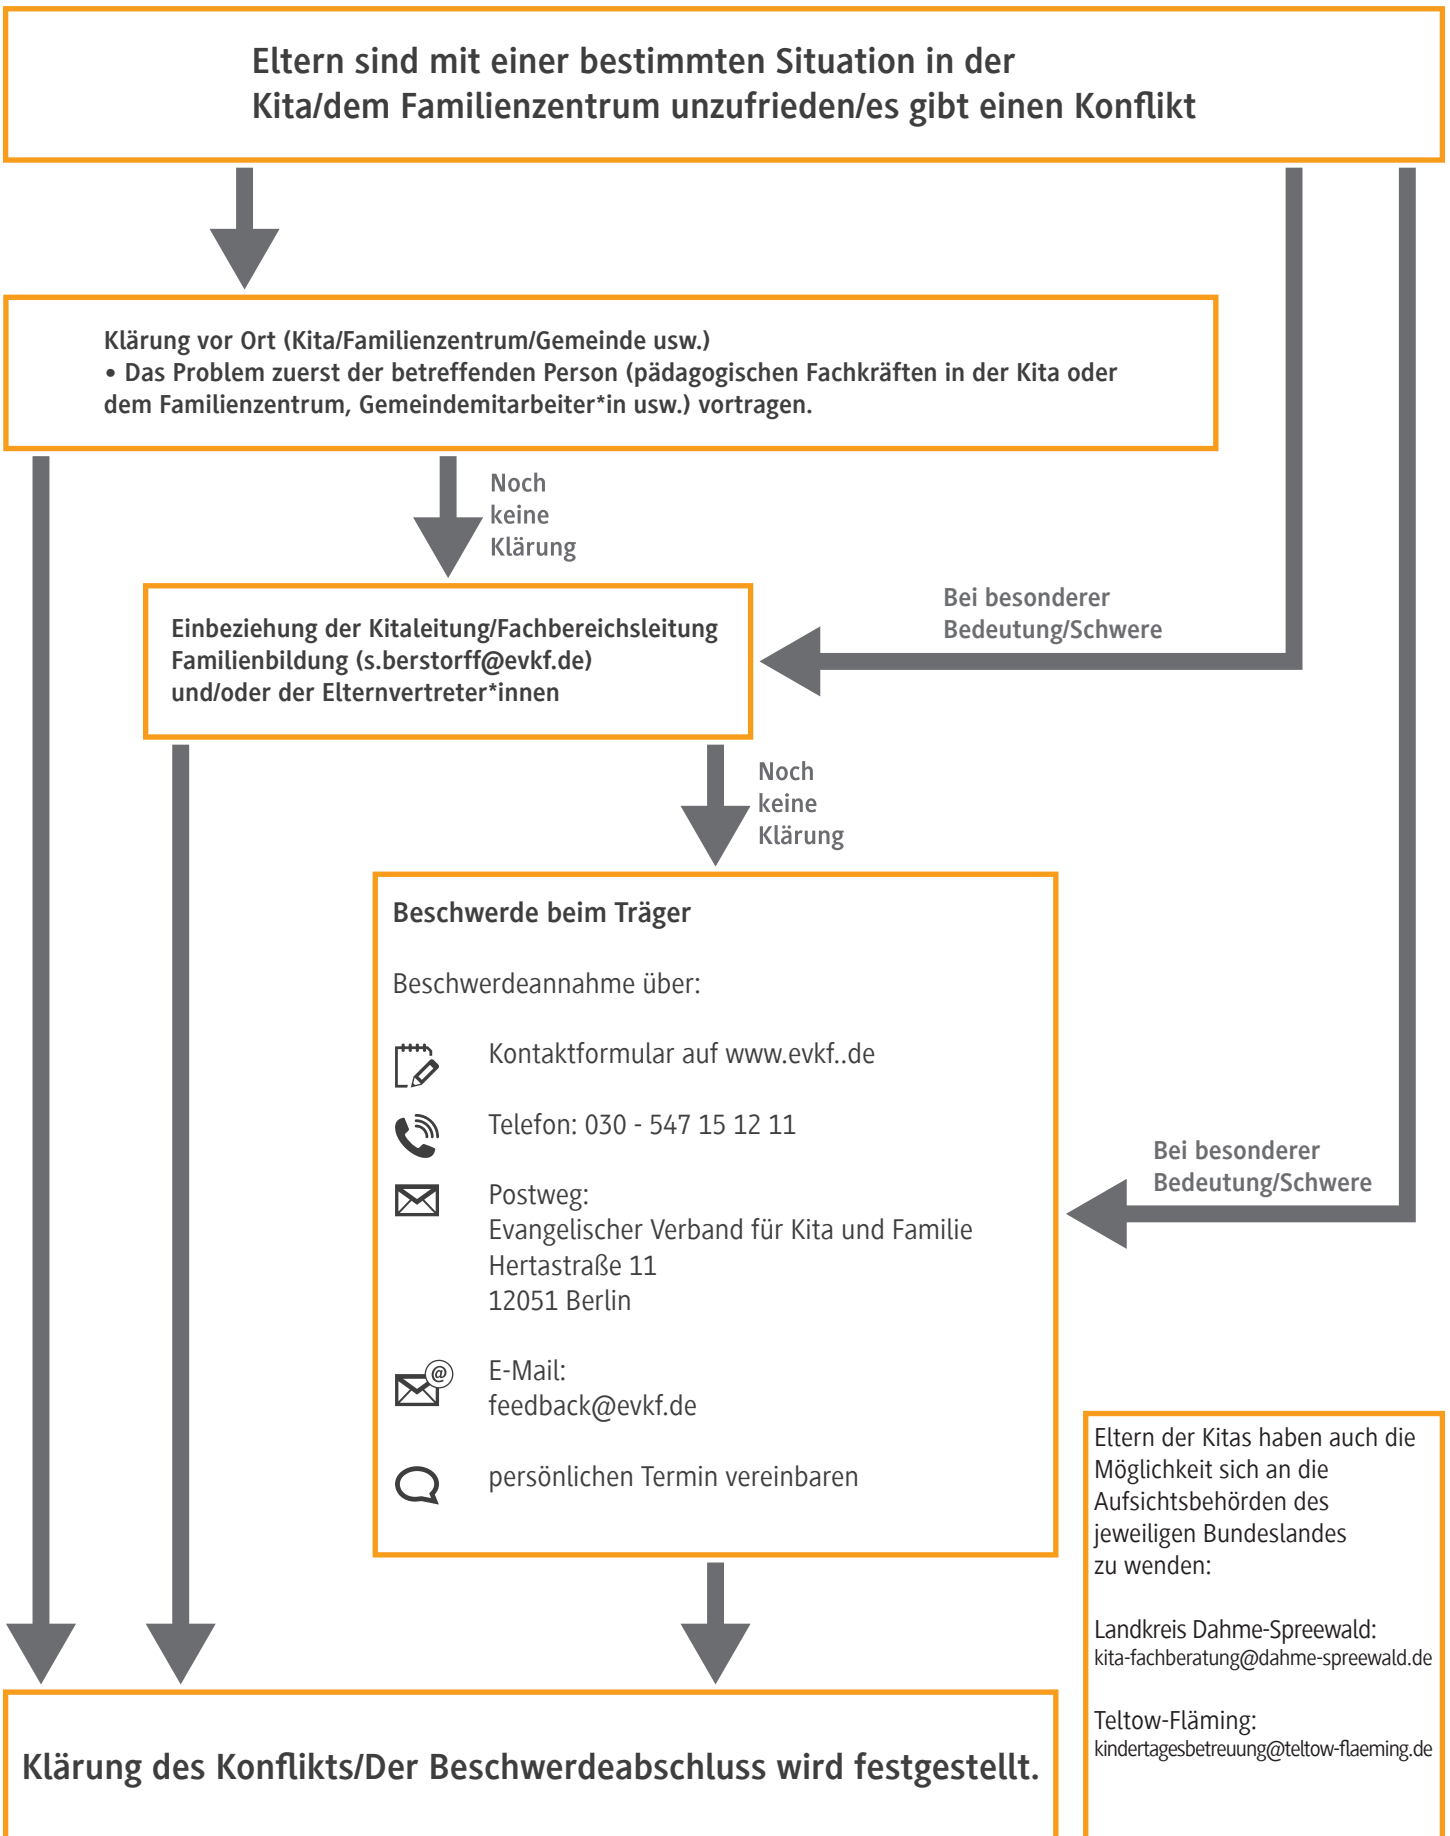 Eltern sind mit einer bestimmten Situation in der
Kita/dem Familienzentrum unzufrieden/es gibt einen Konflikt
Klärung vor Ort (Kita/Familienzentrum/Gemeinde usw.)
• Das Problem zuerst der betreffenden Person (pädagogischen Fachkräften in der Kita oder
dem Familienzentrum, Gemeindemitarbeiter*in usw.) vortragen.
Noch
keine
Klärung
Bei besonderer
Bedeutung/Schwere
Einbeziehung der Kitaleitung/Fachbereichsleitung
Familienbildung (s.berstorff@evkf.de)
und/oder der Elternvertreter*innen
Noch
keine
Klärung
Beschwerde beim Träger
Beschwerdeannahme über:
Kontaktformular auf www.evkf..de
Telefon: 030 - 547 15 12 11
Postweg:
Evangelischer Verband für Kita und Familie
Hertastraße 11
12051 Berlin
@
E-Mail:
feedback@evkf.de
persönlichen Termin vereinbaren
Bei besonderer
Bedeutung/Schwere
Eltern der Kitas haben auch die
Möglichkeit sich an die
Aufsichtsbehörden des
jeweiligen Bundeslandes
zu wenden:
Landkreis Dahme-Spreewald:
kita-fachberatung@dahme-spreewald.de
Teltow-Fläming:
kindertagesbetreuung@teltow-flaeming.de
Klärung des Konflikts/Der Beschwerdeabschluss wird festgestellt.